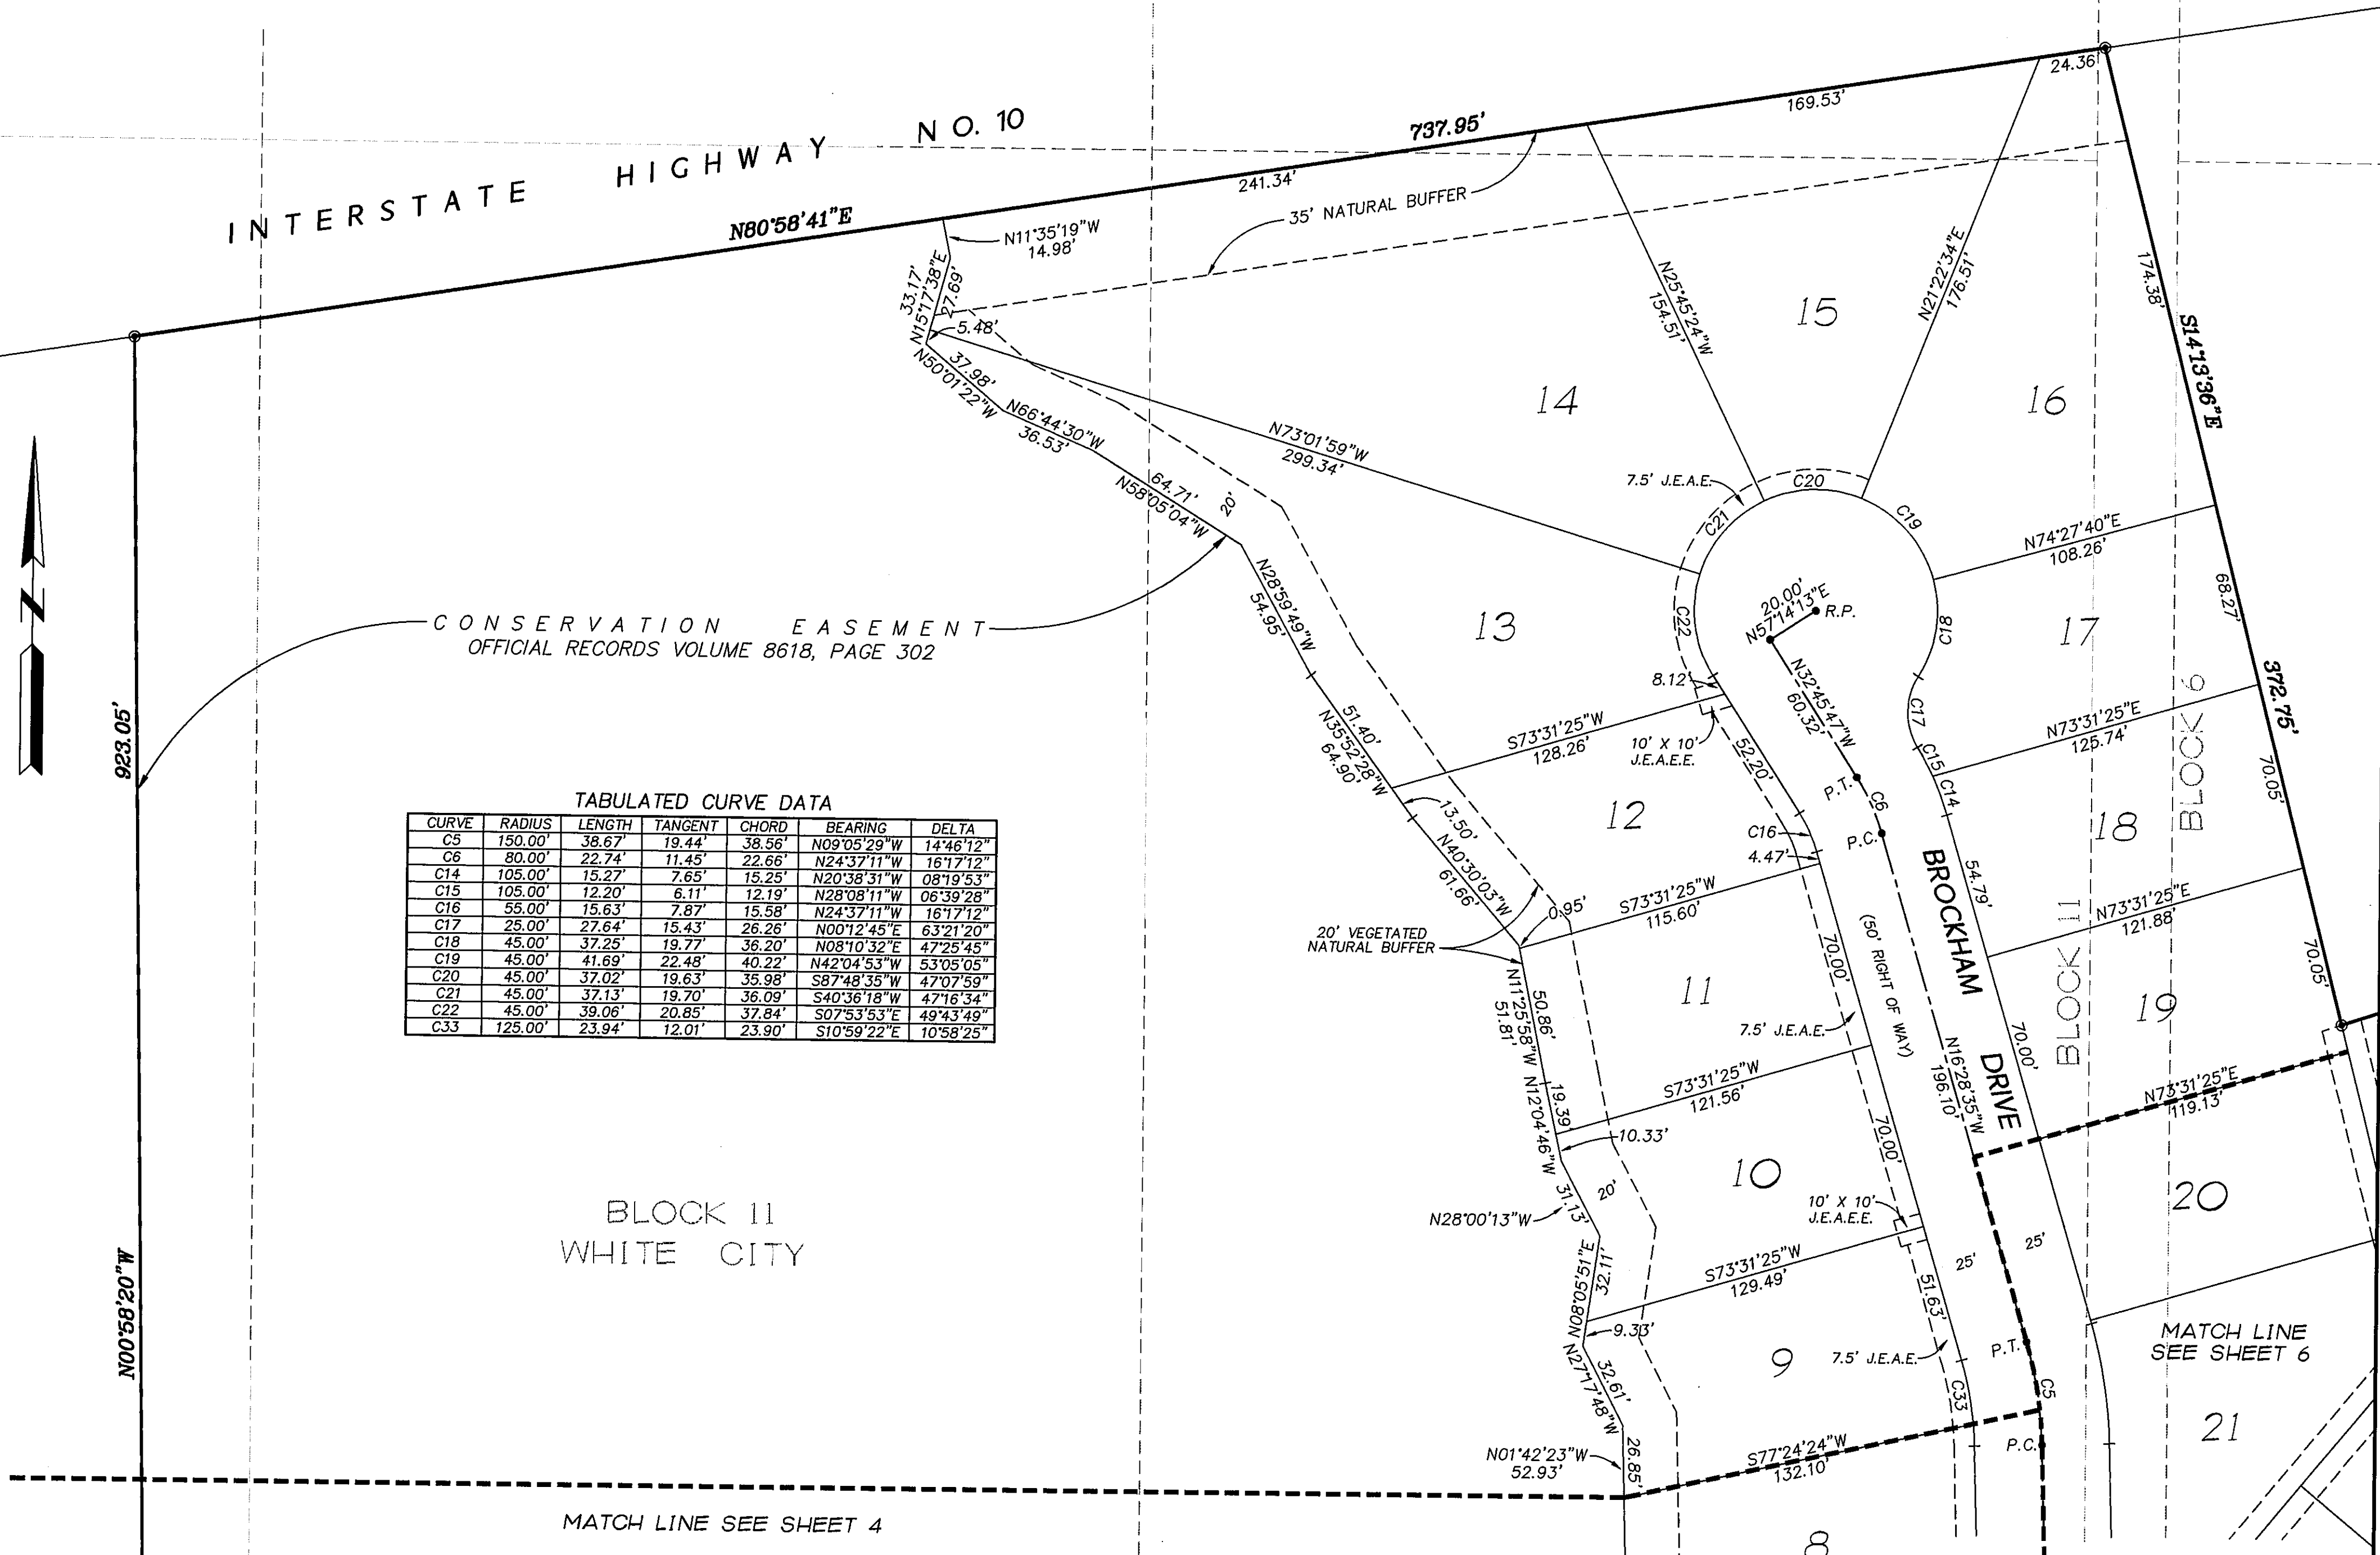 INTERSTATE HIGHWAY NO. 10
N80°58'41"E
737.95'
241.34'
169.53'
24.36'
35' NATURAL BUFFER
N11°35'19"W
14.98'
33.17'
N15°17'38"E
27.69'
5.48'
37.98'
N50°01'22"W
N66°44'30"W
36.53'
64.71'
N58°05'04"W
20'
N73°01'59"W
299.34'
N25°45'24"W
154.51'
N21°22'34"E
176.51'
174.38'
S14°13'36"E
372.75'
14
15
16
7.5' J.E.A.E.
C20
C21
C19
C22
C18
N74°27'40"E
108.26'
68.27'
20.00'
N57°14'13"E
R.P.
N
CONSERVATION EASEMENT
OFFICIAL RECORDS VOLUME 8618, PAGE 302
N28°59'49"W
54.95'
13
17
8.12'
N32°45'47"W
60.32'
C17
BLOCK 6
923.05'
51.40'
N35°52'28"W
64.90'
S73°31'25"W
128.26'
10' X 10'
J.E.A.E.E.
52.20'
N73°31'25"E
125.74'
C15
C14
P.T.
C6
P.C.
70.05'
TABULATED CURVE DATA
CURVE RADIUS LENGTH TANGENT CHORD BEARING DELTA
C5 150.00' 38.67' 19.44' 38.56' N09°05'29"W 14°46'12"
C6 80.00' 22.74' 11.45' 22.66' N24°37'11"W 16°17'12"
C14 105.00' 15.27' 7.65' 15.25' N20°38'31"W 08°19'53"
C15 105.00' 12.20' 6.11' 12.19' N28°08'11"W 06°39'28"
C16 55.00' 15.63' 7.87' 15.58' N24°37'11"W 16°17'12"
C17 25.00' 27.64' 15.43' 26.26' N00°12'45"E 63°21'20"
C18 45.00' 37.25' 19.77' 36.20' N08°10'32"E 47°25'45"
C19 45.00' 41.69' 22.48' 40.22' N42°04'53"W 53°05'05"
C20 45.00' 37.02' 19.63' 35.98' S87°48'35"W 47°07'59"
C21 45.00' 37.13' 19.70' 36.09' S40°36'18"W 47°16'34"
C22 45.00' 39.06' 20.85' 37.84' S07°53'53"E 49°43'49"
C33 125.00' 23.94' 12.01' 23.90' S10°59'22"E 10°58'25"
12
18
13.50'
N40°30'03"W
61.66'
C16
4.47'
S73°31'25"W
115.60'
0.95'
20' VEGETATED
NATURAL BUFFER
54.79'
N73°31'25"E
121.88'
70.05'
BROCKHAM DRIVE
(50' RIGHT OF WAY)
BLOCK 11
11
19
70.00'
7.5' J.E.A.E.
50.86'
N11°25'58"W
51.81'
N16°28'35"W
196.10'
70.00'
S73°31'25"W
121.56'
19.39
N12°04'46"W
10.33'
N73°31'25"E
119.13'
70.00'
10
20
31.13'
N28°00'13"W
20'
10' X 10'
J.E.A.E.E.
BLOCK 11
WHITE CITY
N00°58'20"W
32.11'
N08°05'51"E
S73°31'25"W
129.49'
25'
25'
51.63'
9.33'
9
7.5' J.E.A.E.
P.T.
MATCH LINE
SEE SHEET 6
32.61'
N27°17'48"W
C33
C5
P.C.
21
N01°42'23"W
52.93'
26.85'
S77°24'24"W
132.10'
MATCH LINE SEE SHEET 4
8